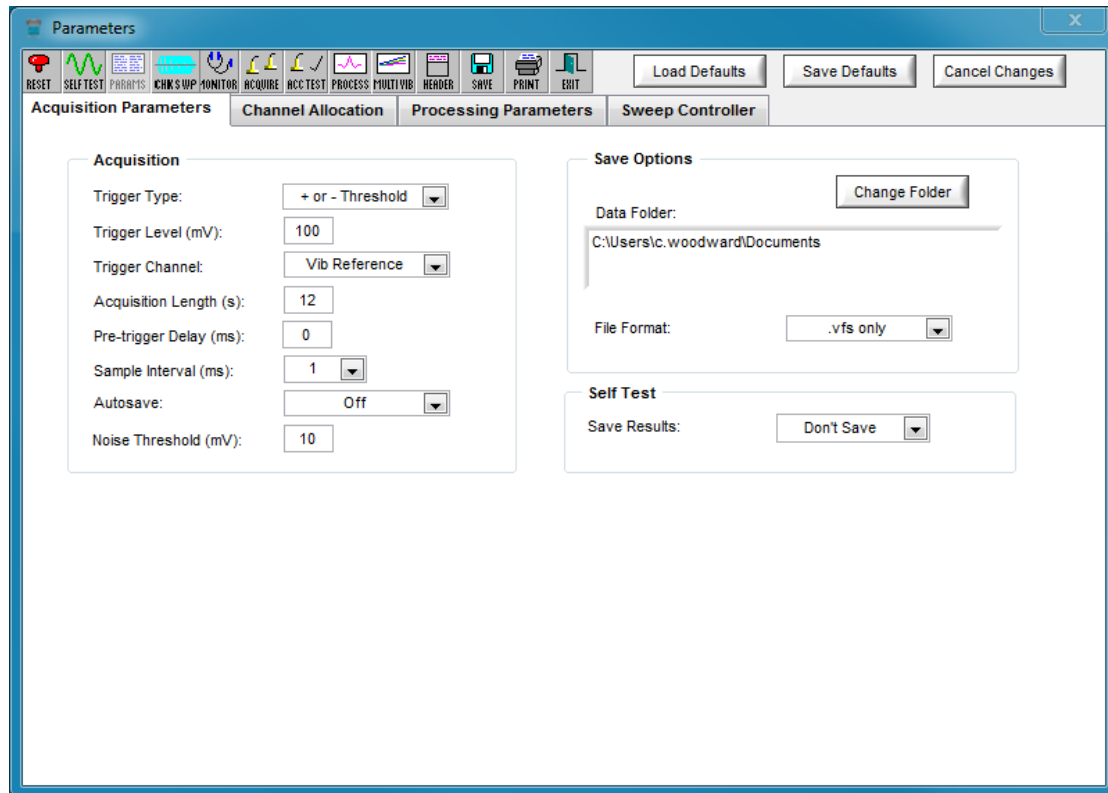 Parameters
X
RESET SELFTEST PARAMS CHKSWP MONITOR ACQUIRE ACC TEST PROCESS MULTI VIB HEADER SAVE PRINT EXIT
Load Defaults Save Defaults Cancel Changes
Acquisition Parameters Channel Allocation Processing Parameters Sweep Controller
Acquisition
Trigger Type: + or - Threshold
Trigger Level (mV): 100
Trigger Channel: Vib Reference
Acquisition Length (s): 12
Pre-trigger Delay (ms): 0
Sample Interval (ms): 1
Autosave: Off
Noise Threshold (mV): 10
Save Options
Change Folder
Data Folder:
C:\Users\c.woodward\Documents
File Format: .vfs only
Self Test
Save Results: Don't Save